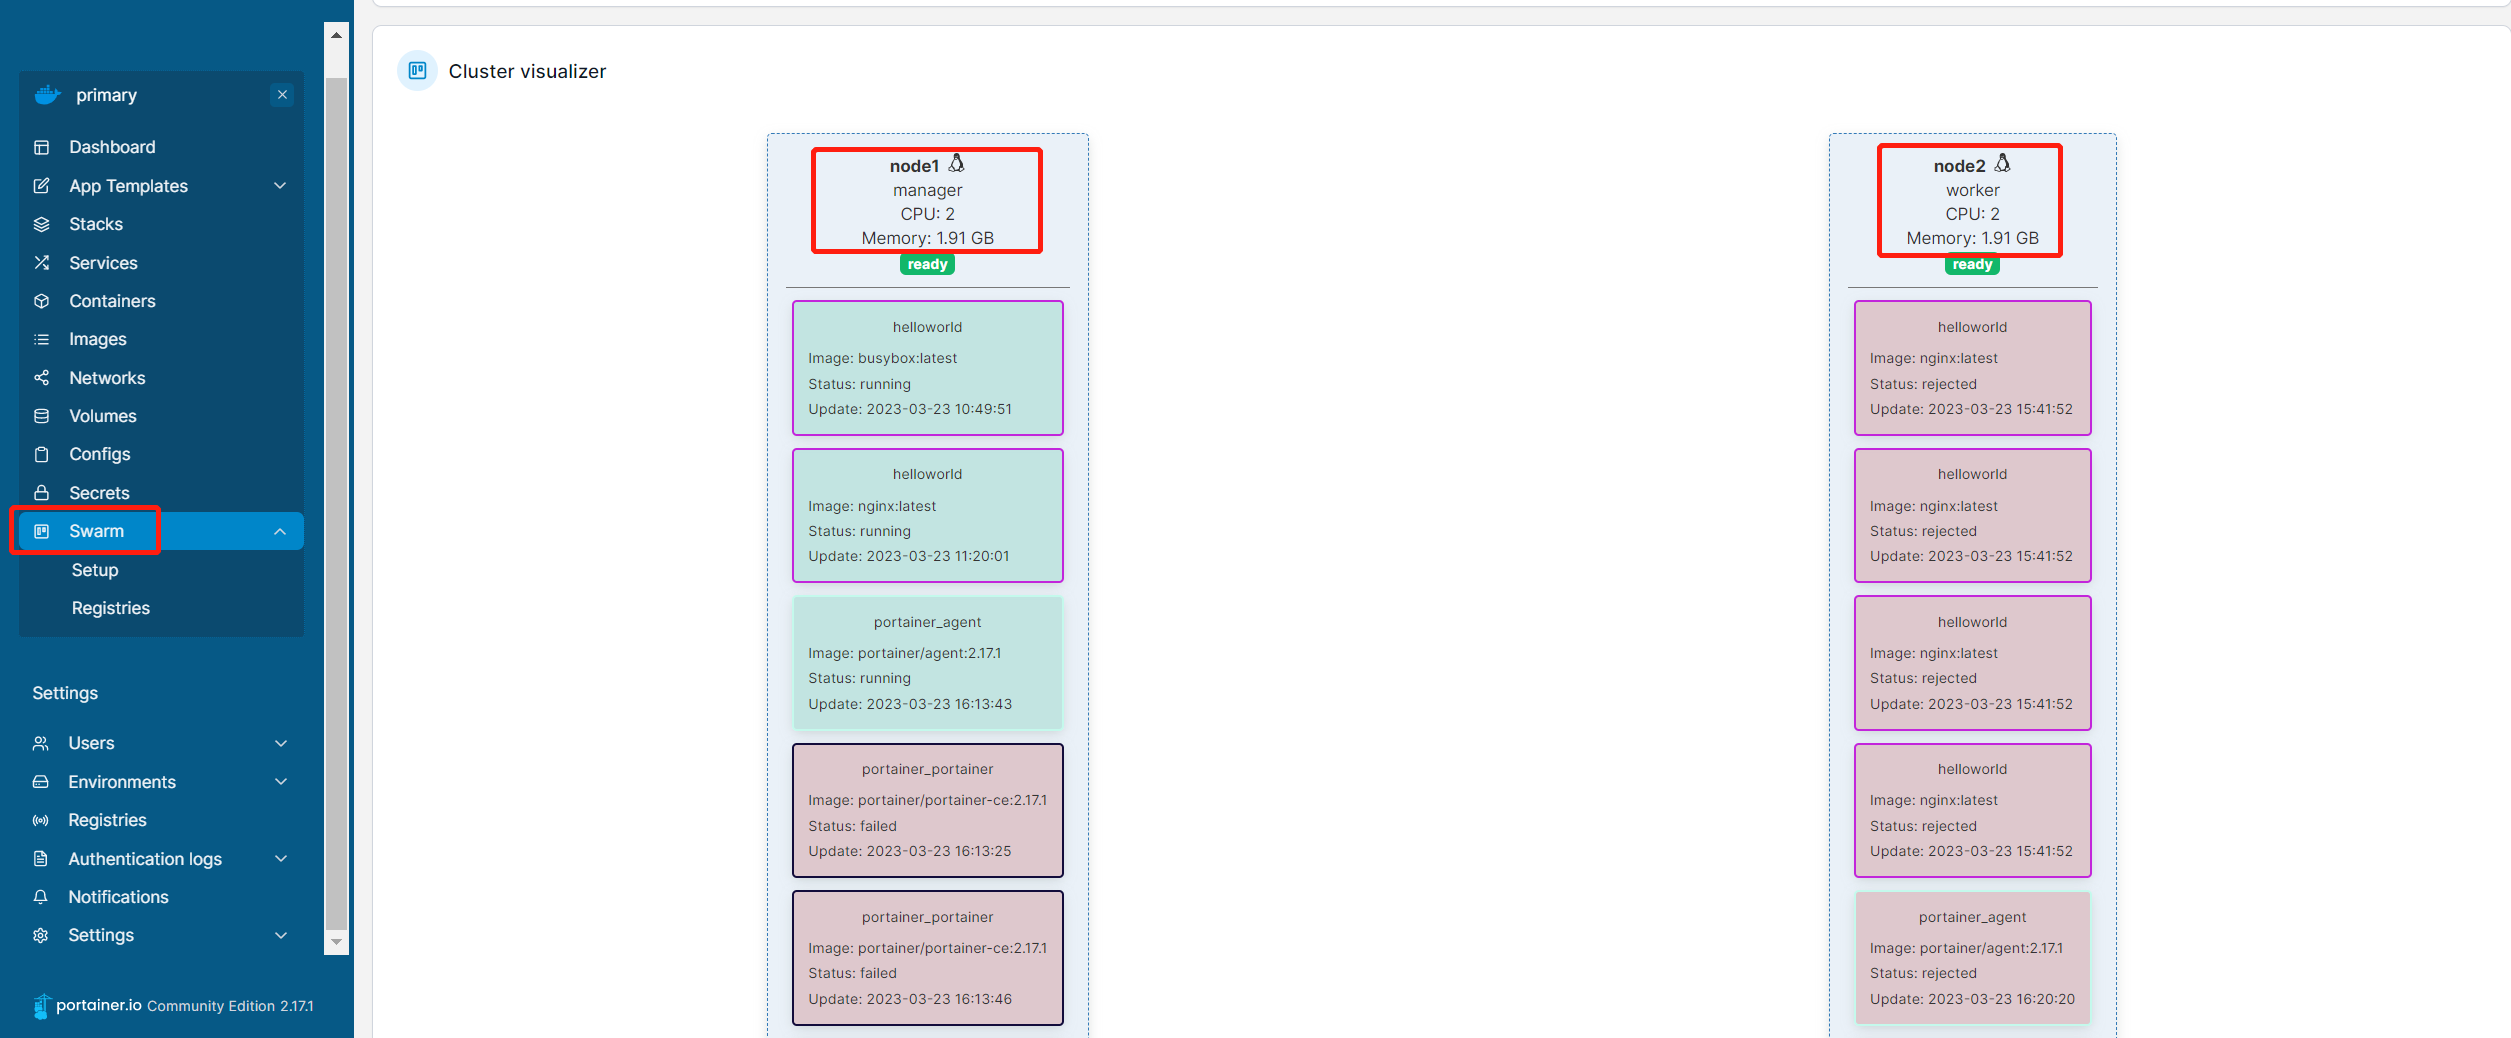 primary
Dashboard
App Templates
Stacks
Services
Containers
Images
Networks
Volumes
Configs
Secrets
Swarm
Setup
Registries
Settings
Users
Environments
Registries
Authentication logs
Notifications
Settings
portainer.io Community Edition 2.17.1
Cluster visualizer
node1
manager
CPU: 2
Memory: 1.91 GB
ready
helloworld
Image: busybox:latest
Status: running
Update: 2023-03-23 10:49:51
helloworld
Image: nginx:latest
Status: running
Update: 2023-03-23 11:20:01
portainer_agent
Image: portainer/agent:2.17.1
Status: running
Update: 2023-03-23 16:13:43
portainer_portainer
Image: portainer/portainer-ce:2.17.1
Status: failed
Update: 2023-03-23 16:13:25
portainer_portainer
Image: portainer/portainer-ce:2.17.1
Status: failed
Update: 2023-03-23 16:13:46
node2
worker
CPU: 2
Memory: 1.91 GB
ready
helloworld
Image: nginx:latest
Status: rejected
Update: 2023-03-23 15:41:52
helloworld
Image: nginx:latest
Status: rejected
Update: 2023-03-23 15:41:52
helloworld
Image: nginx:latest
Status: rejected
Update: 2023-03-23 15:41:52
helloworld
Image: nginx:latest
Status: rejected
Update: 2023-03-23 15:41:52
portainer_agent
Image: portainer/agent:2.17.1
Status: rejected
Update: 2023-03-23 16:20:20